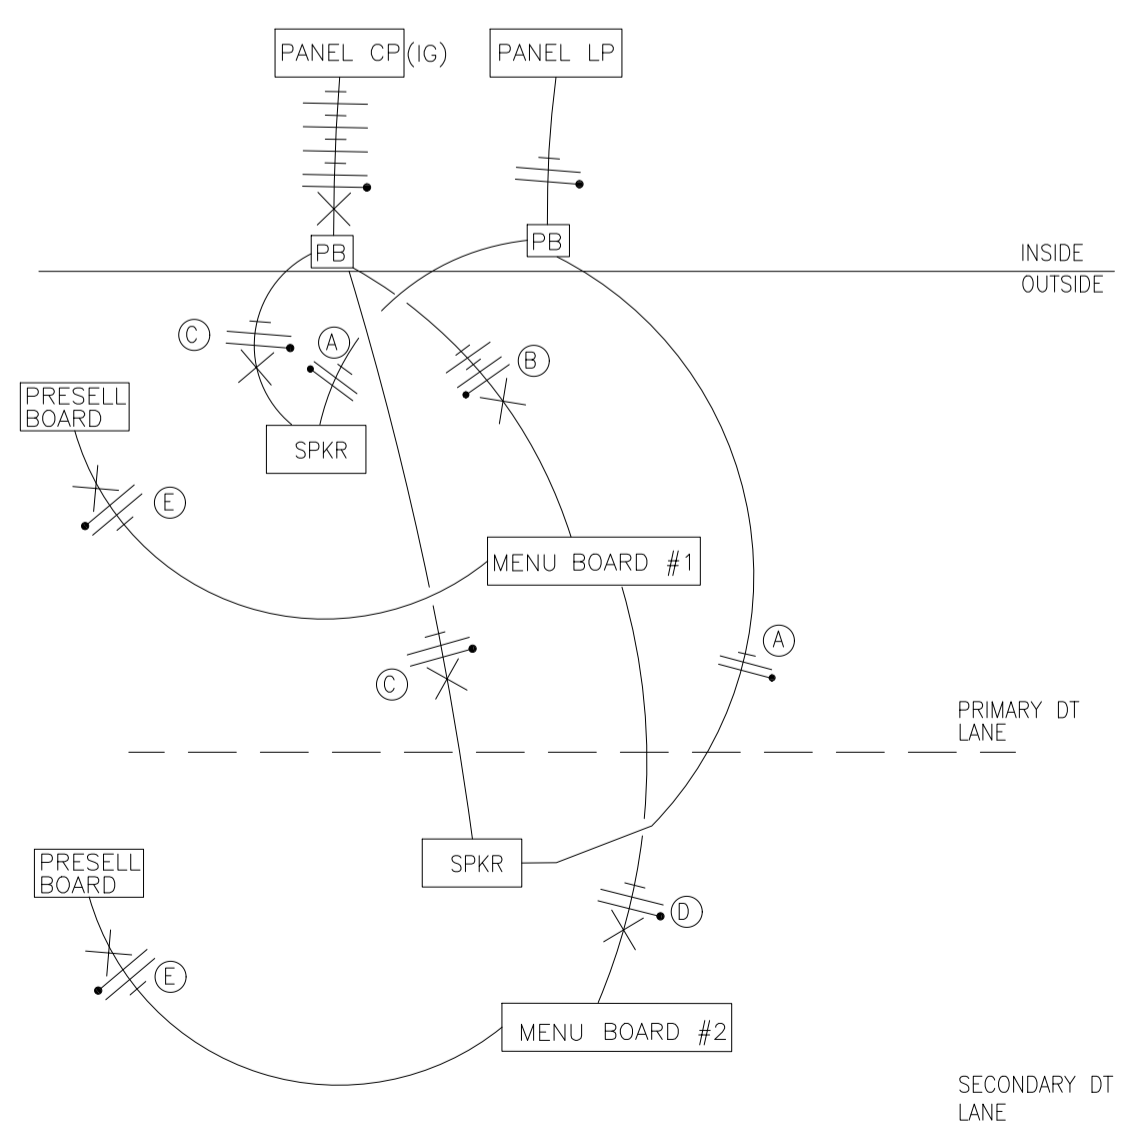 PANEL CP(IG)
PANEL LP
PB
PB
INSIDE
OUTSIDE
C
A
B
PRESELL
BOARD
SPKR
E
MENU BOARD #1
A
C
PRIMARY DT
LANE
SPKR
PRESELL
BOARD
D
E
MENU BOARD #2
SECONDARY DT
LANE